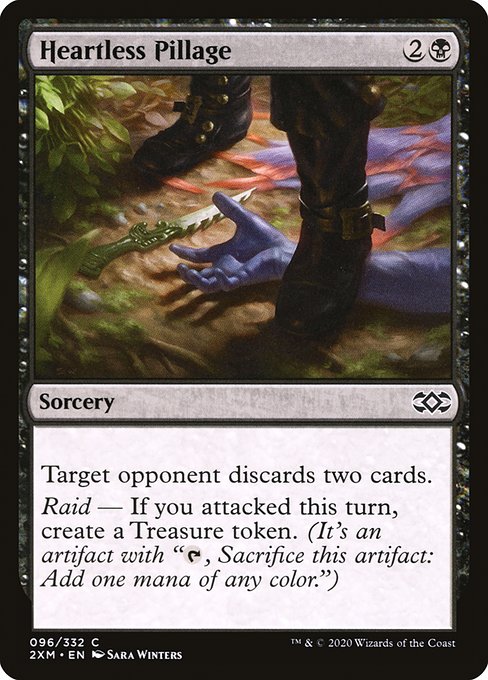 Heartless Pillage 2
Sorcery
Target opponent discards two cards.
Raid — If you attacked this turn,
create a Treasure token. (It's an
artifact with “, Sacrifice this artifact:
Add one mana of any color.”)
096/332 C ™ & © 2020 Wizards of the Coast
2XM • EN Sara Winters